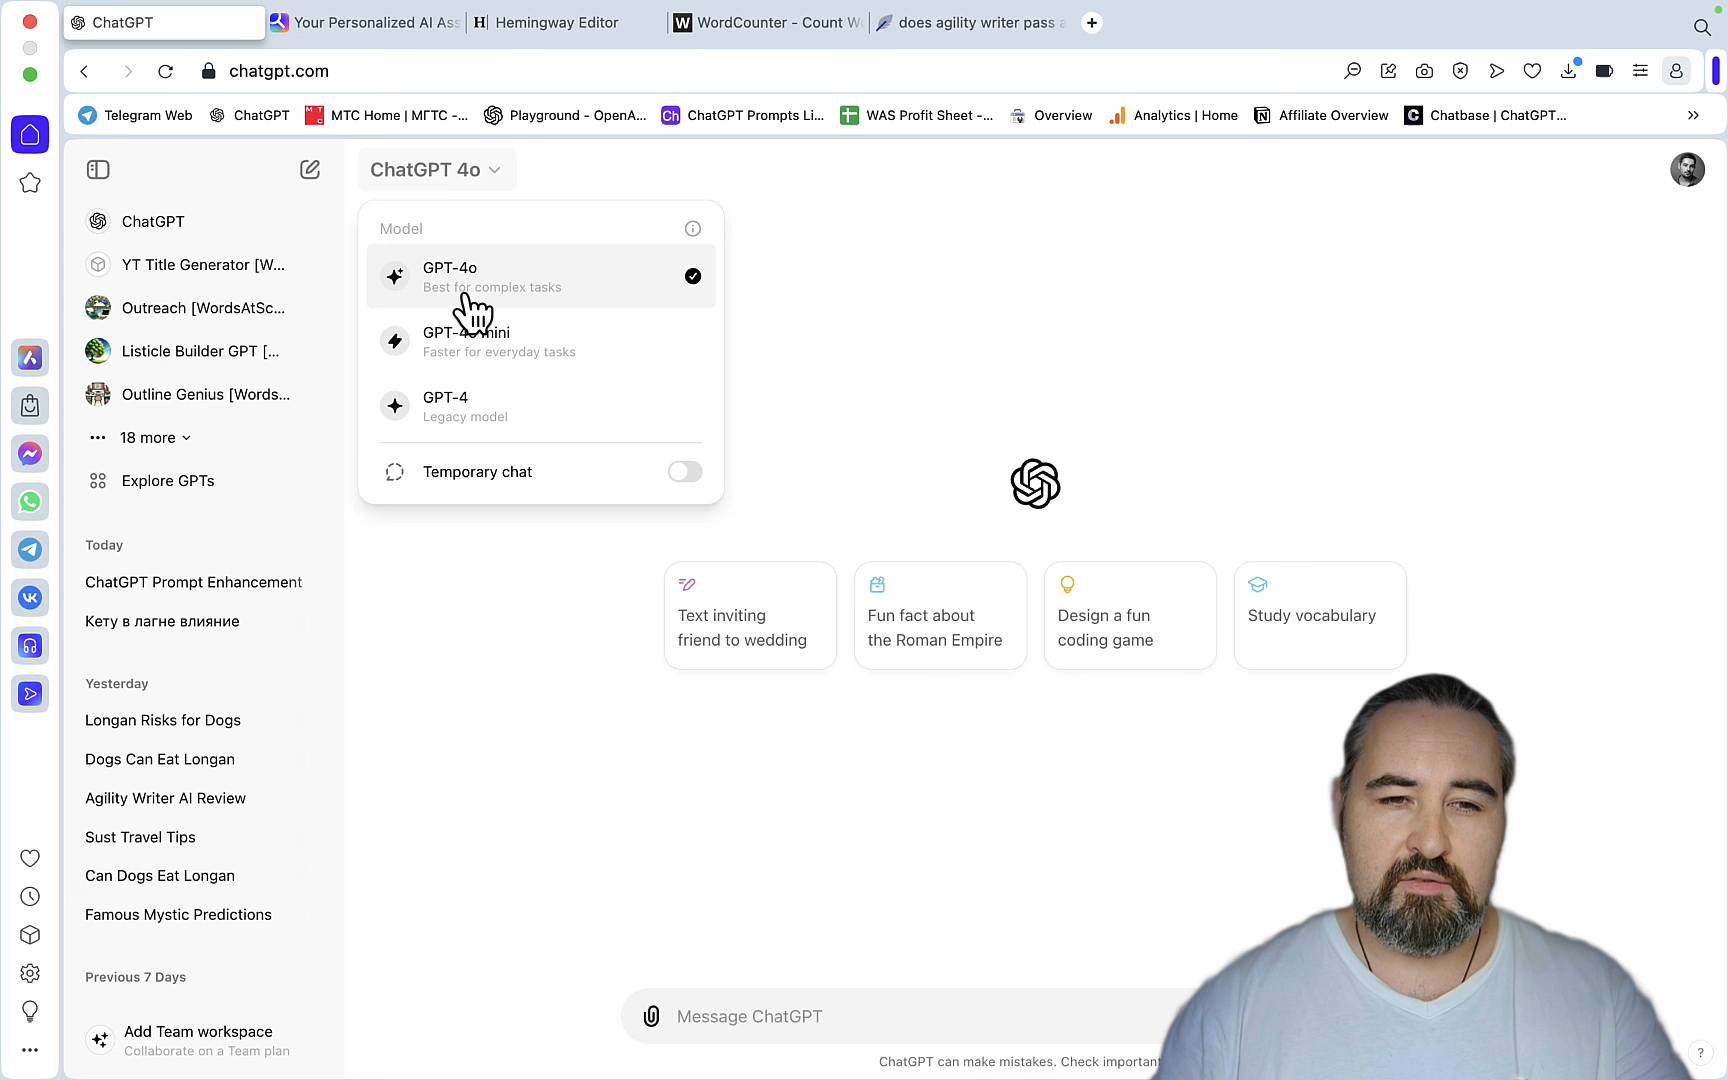 ChatGPT
Your Personalized AI Ass
Hemingway Editor
WordCounter - Count W
does agility writer pass a
chatgpt.com
Telegram Web
ChatGPT
МТС Home | МГТС -...
Playground - OpenA...
ChatGPT Prompts Li...
WAS Profit Sheet -...
Overview
Analytics | Home
Affiliate Overview
Chatbase | ChatGPT...
ChatGPT 4o
ChatGPT
YT Title Generator [W...
Outreach [WordsAtSc...
Listicle Builder GPT [...
Outline Genius [Words...
18 more
Explore GPTs
Today
ChatGPT Prompt Enhancement
Кету в лагне влияние
Yesterday
Longan Risks for Dogs
Dogs Can Eat Longan
Agility Writer AI Review
Sust Travel Tips
Can Dogs Eat Longan
Famous Mystic Predictions
Previous 7 Days
Add Team workspace
Collaborate on a Team plan
Model
GPT-4o
Best for complex tasks
GPT-4o mini
Faster for everyday tasks
GPT-4
Legacy model
Temporary chat
Text inviting
friend to wedding
Fun fact about
the Roman Empire
Design a fun
coding game
Study vocabulary
Message ChatGPT
ChatGPT can make mistakes. Check important
?